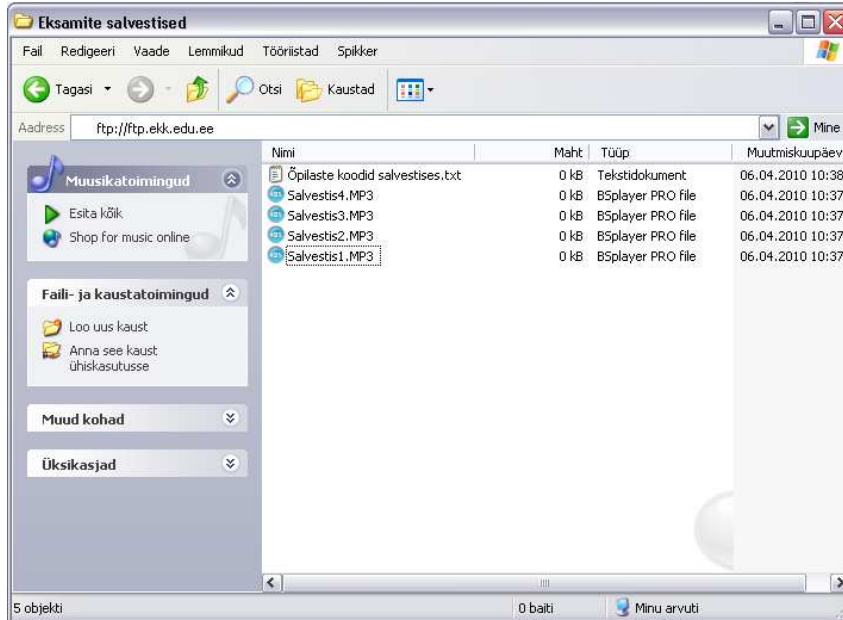 Eksamite salvestised
Fail Redigeeri Vaade Lemmikud Tööriistad Spikker
Tagasi Otsi Kaustad
Aadress ftp://ftp.ekk.edu.ee Mine
Muusikatoimingud
Esita kõik
Shop for music online
Faili- ja kaustatoimingud
Loo uus kaust
Anna see kaust
ühiskasutusse
Muud kohad
Üksikasjad
Nimi Maht Tüüp Muutmiskuupäev
Õpilaste koodid salvestises.txt 0 kB Tekstidokument 06.04.2010 10:38
Salvestis4.MP3 0 kB BSplayer PRO file 06.04.2010 10:37
Salvestis3.MP3 0 kB BSplayer PRO file 06.04.2010 10:37
Salvestis2.MP3 0 kB BSplayer PRO file 06.04.2010 10:37
Salvestis1.MP3 0 kB BSplayer PRO file 06.04.2010 10:37
5 objekti 0 baiti Minu arvuti